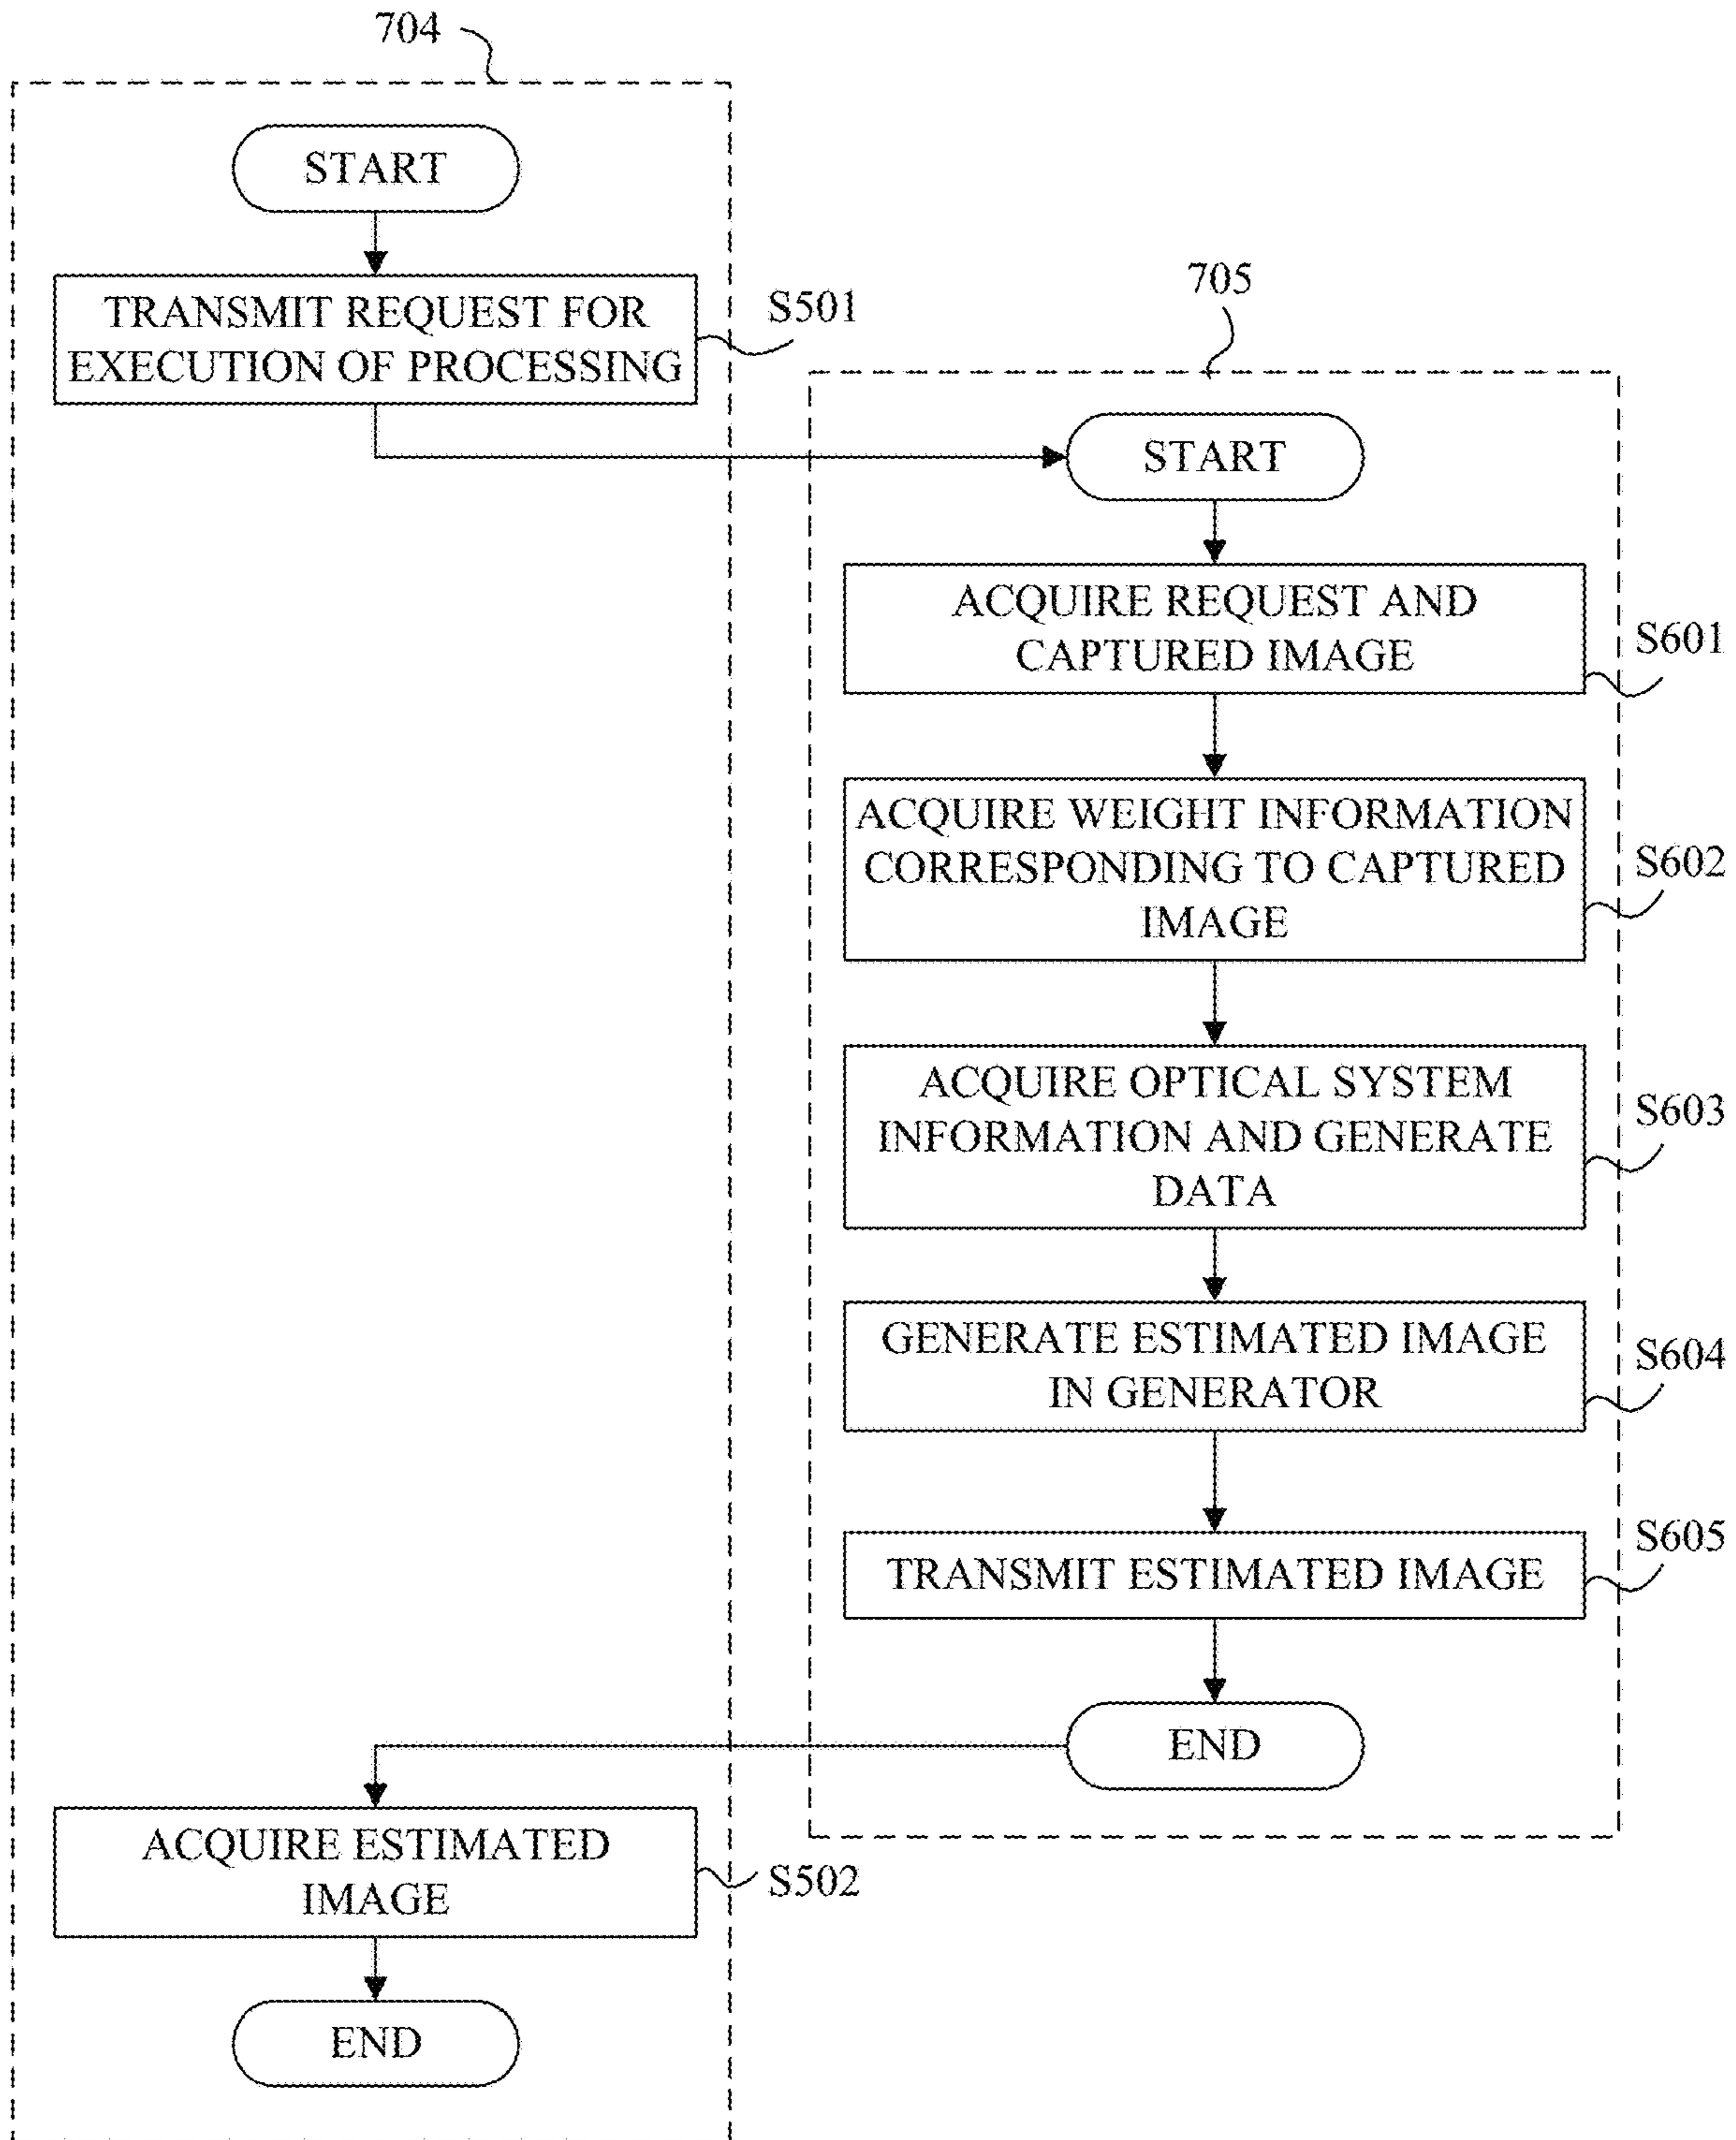 704
START
TRANSMIT REQUEST FOR
EXECUTION OF PROCESSING
S501
705
START
ACQUIRE REQUEST AND
CAPTURED IMAGE
S601
ACQUIRE WEIGHT INFORMATION
CORRESPONDING TO CAPTURED
IMAGE
S602
ACQUIRE OPTICAL SYSTEM
INFORMATION AND GENERATE
DATA
S603
GENERATE ESTIMATED IMAGE
IN GENERATOR
S604
TRANSMIT ESTIMATED IMAGE
S605
END
ACQUIRE ESTIMATED
IMAGE
S502
END